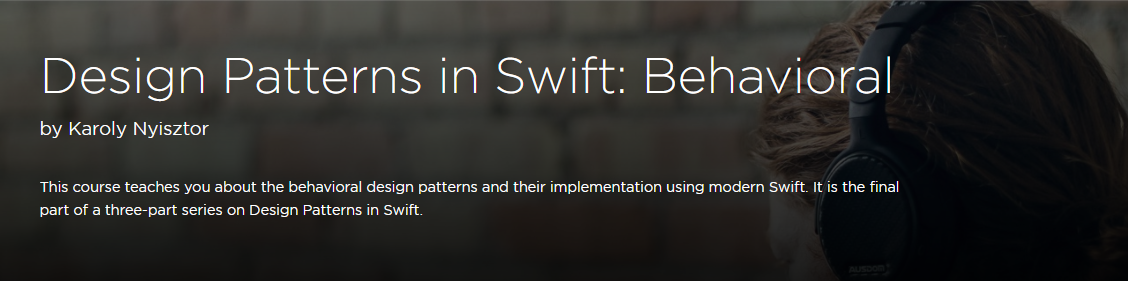 Design Patterns in Swift: Behavioral
by Karoly Nyisztor
This course teaches you about the behavioral design patterns and their implementation using modern Swift. It is the final
part of a three-part series on Design Patterns in Swift.
AUSDOM